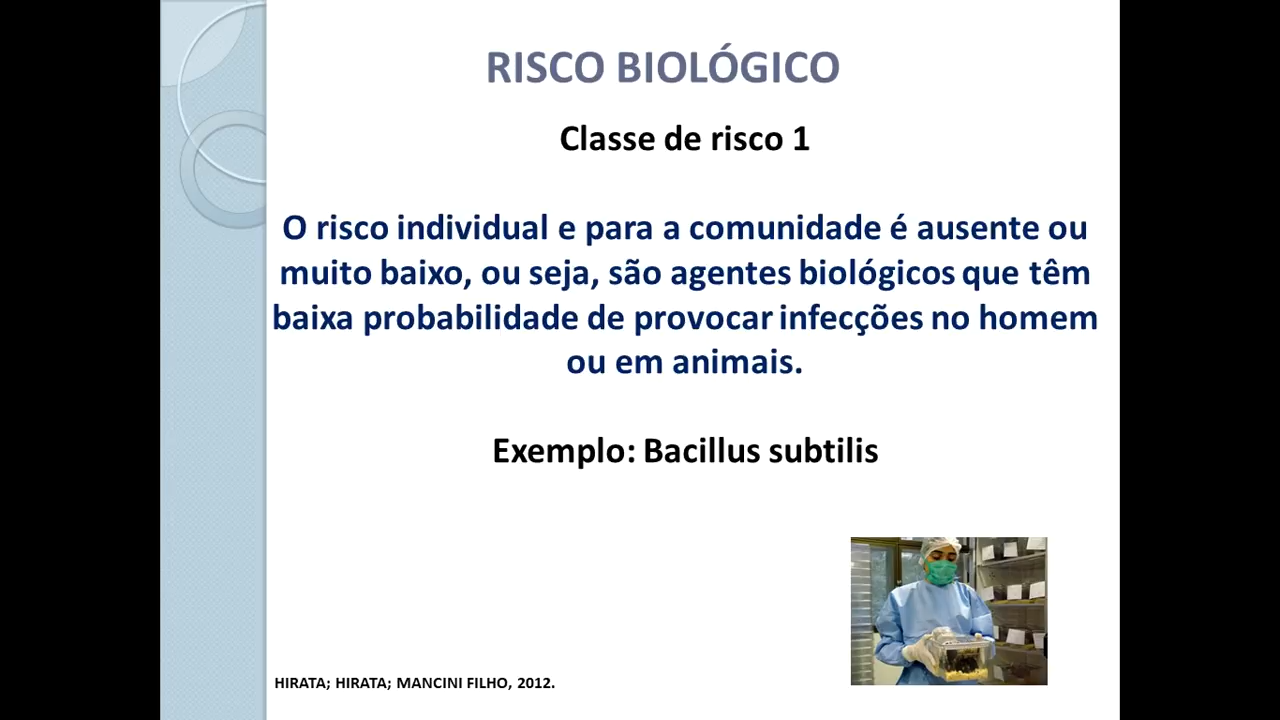 RISCO BIOLÓGICO
Classe de risco 1
O risco individual e para a comunidade é ausente ou
muito baixo, ou seja, são agentes biológicos que têm
baixa probabilidade de provocar infecções no homem
ou em animais.
Exemplo: Bacillus subtilis
HIRATA; HIRATA; MANCINI FILHO, 2012.